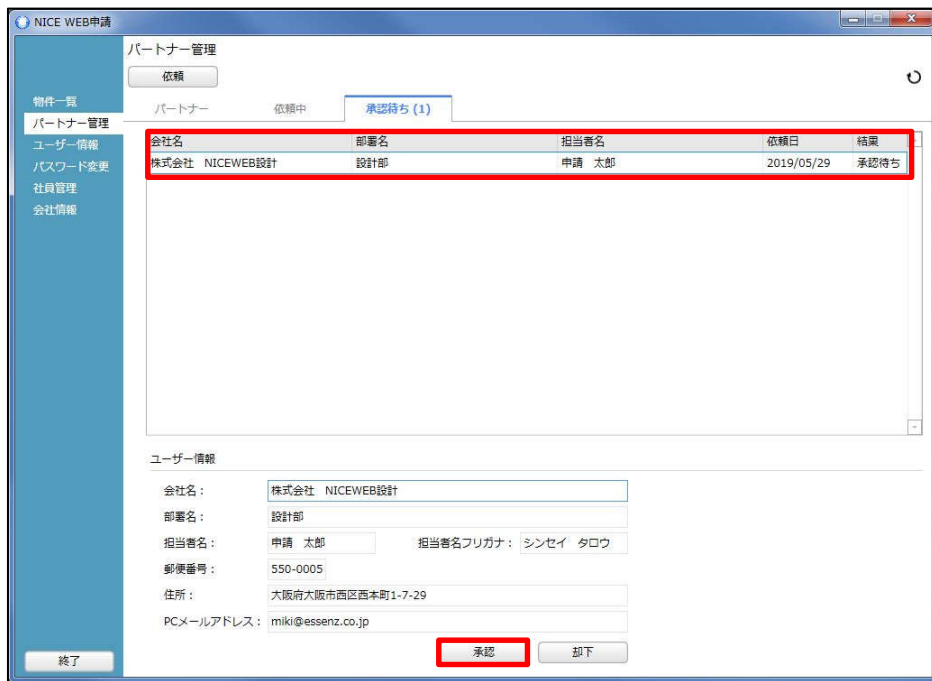 NICE WEB申請
パートナー管理
依頼
物件一覧
パートナー管理
ユーザー情報
パスワード変更
社員管理
会社情報
パートナー 依頼中 承認待ち (1)
会社名 部署名 担当者名 依頼日 結果
株式会社 NICEWEB設計 設計部 申請 太郎 2019/05/29 承認待ち
ユーザー情報
会社名： 株式会社 NICEWEB設計
部署名： 設計部
担当者名： 申請 太郎 担当者名フリガナ： シンセイ タロウ
郵便番号： 550-0005
住所： 大阪府大阪市西区西本町1-7-29
PCメールアドレス： miki@essenz.co.jp
承認 却下
終了